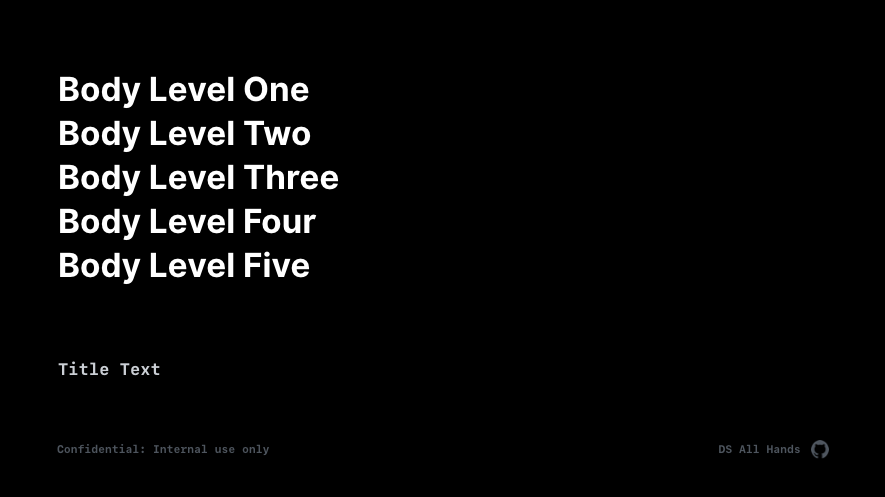 Body Level One
Body Level Two
Body Level Three
Body Level Four
Body Level Five
Title Text
Confidential: Internal use only
DS All Hands